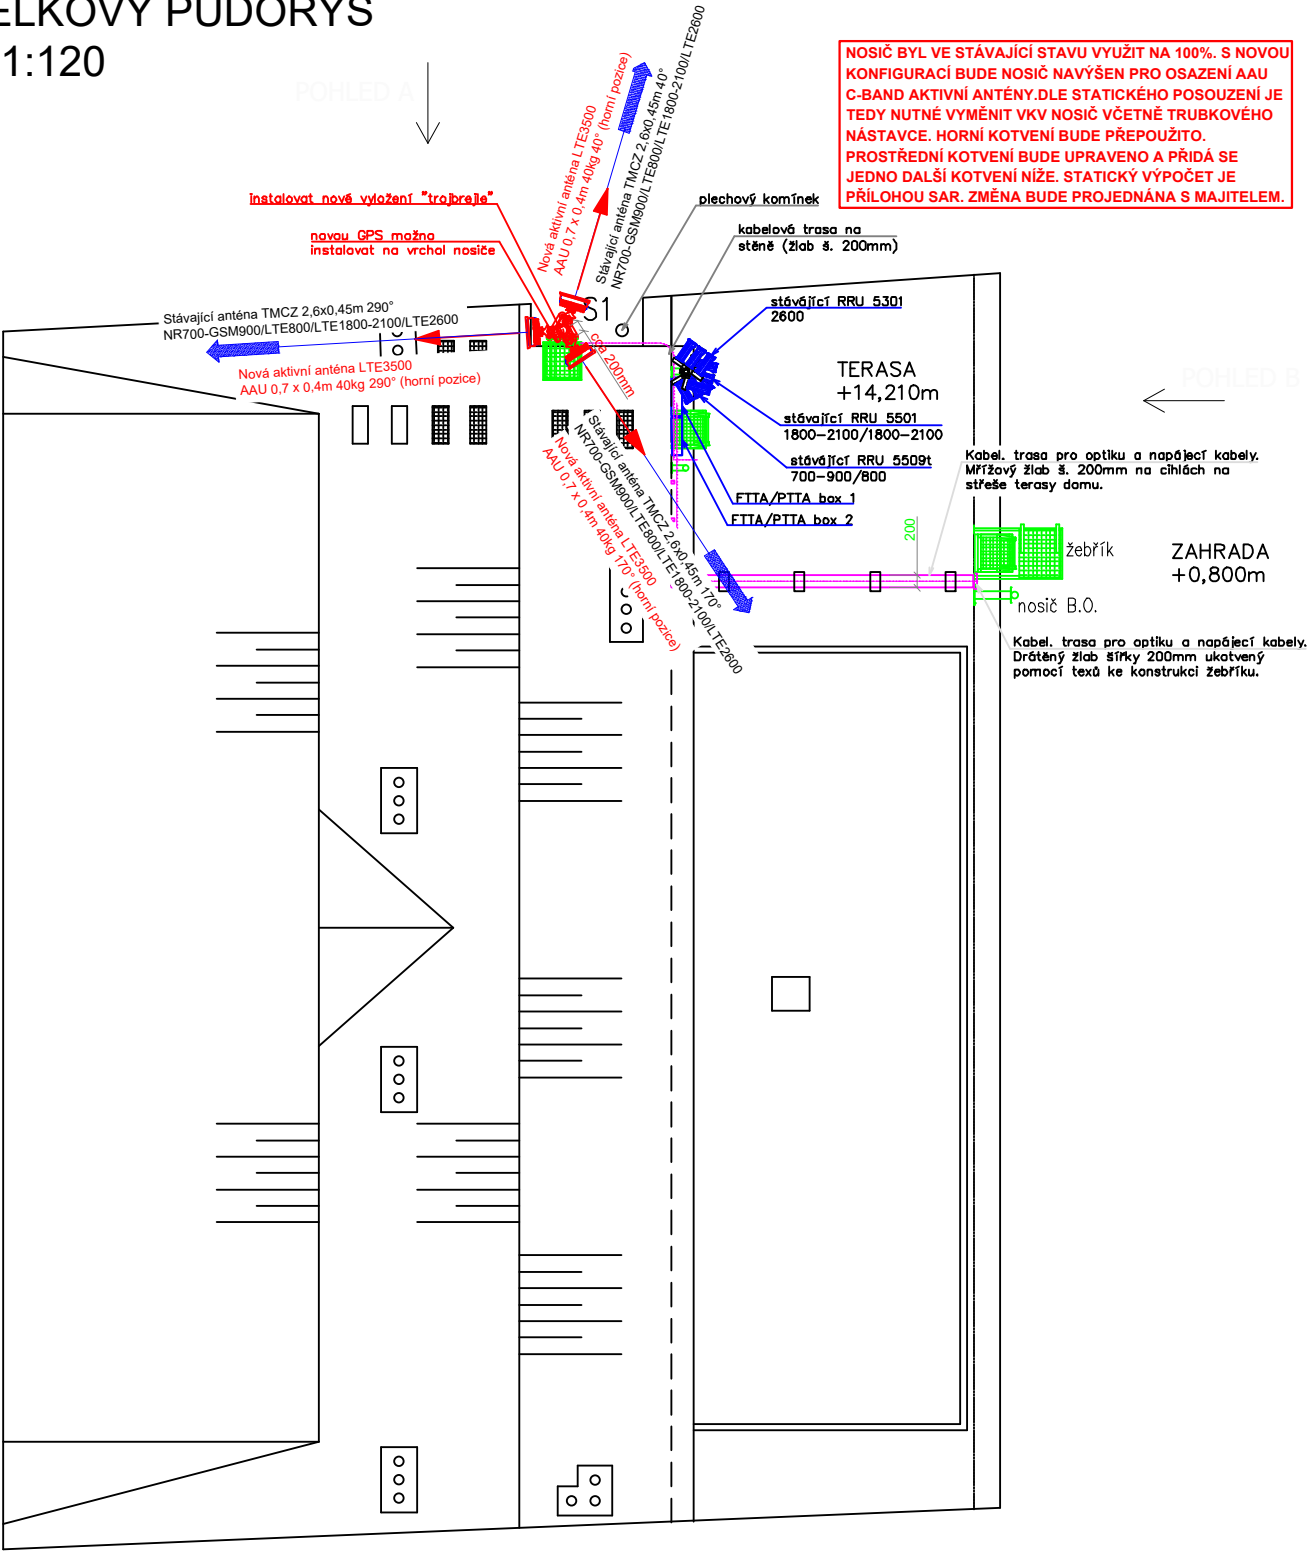 ELKOVÝ PŮDORYS
1:120
POHLED A
NOSIČ BYL VE STÁVAJÍCÍ STAVU VYUŽIT NA 100%. S NOVOU
KONFIGURACÍ BUDE NOSIČ NAVÝŠEN PRO OSAZENÍ AAU
C-BAND AKTIVNÍ ANTÉNY.DLE STATICKÉHO POSOUZENÍ JE
TEDY NUTNÉ VYMĚNIT VKV NOSIČ VČETNĚ TRUBKOVÉHO
NÁSTAVCE. HORNÍ KOTVENÍ BUDE PŘEPOUŽITO.
PROSTŘEDNÍ KOTVENÍ BUDE UPRAVENO A PŘIDÁ SE
JEDNO DALŠÍ KOTVENÍ NÍŽE. STATICKÝ VÝPOČET JE
PŘÍLOHOU SAR. ZMĚNA BUDE PROJEDNÁNA S MAJITELEM.
Nová aktivní anténa LTE3500
AAU 0,7 x 0,4m 40kg 40° (horní pozice)
Stávající anténa TMCZ 2,6x0,45m 40°
NR700-GSM900/LTE800/LTE1800-2100/LTE2600
instalovat nové vyložení "trojbrejle"
novou GPS možno
instalovat na vrchol nosiče
plechový komínek
kabelová trasa na
stěně (žlab š. 200mm)
Stávající anténa TMCZ 2,6x0,45m 290°
NR700-GSM900/LTE800/LTE1800-2100/LTE2600
Nová aktivní anténa LTE3500
AAU 0,7 x 0,4m 40kg 290° (horní pozice)
S1
cca 200mm
stávající RRU 5301
2600
TERASA
+14,210m
POHLED B
stávající RRU 5501
1800-2100/1800-2100
stávající RRU 5509t
700-900/800
FTTA/PTTA box 1
FTTA/PTTA box 2
Stávající anténa TMCZ 2,6x0,45m 170°
NR700-GSM900/LTE800/LTE1800-2100/LTE2600
Nová aktivní anténa LTE3500
AAU 0,7 x 0,4m 40kg 170° (horní pozice)
Kabel. trasa pro optiku a napájecí kabely.
Mřížový žlab š. 200mm na cihlách na
střeše terasy domu.
200
žebřík
ZAHRADA
+0,800m
nosič B.O.
Kabel. trasa pro optiku a napájecí kabely.
Drátěný žlab šířky 200mm ukotvený
pomocí texů ke konstrukci žebříku.